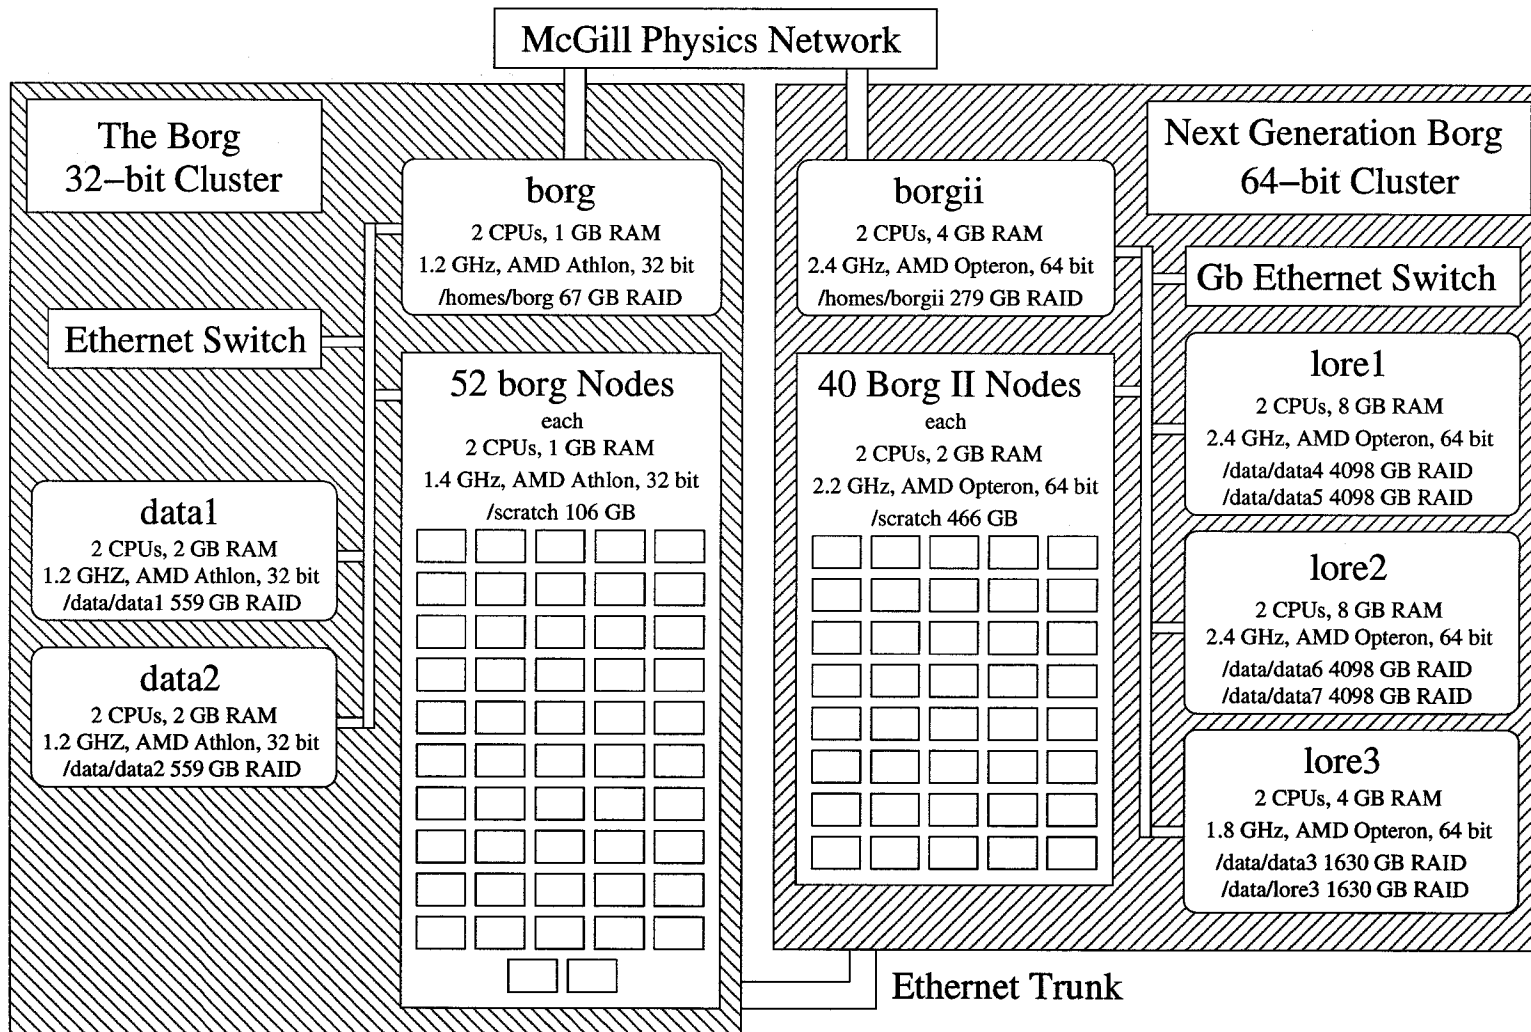 McGill Physics Network
The Borg
32-bit Cluster
borg
2 CPUs, 1 GB RAM
1.2 GHz, AMD Athlon, 32 bit
/homes/borg 67 GB RAID
Ethernet Switch
52 borg Nodes
each
2 CPUs, 1 GB RAM
1.4 GHz, AMD Athlon, 32 bit
/scratch 106 GB
data1
2 CPUs, 2 GB RAM
1.2 GHZ, AMD Athlon, 32 bit
/data/data1 559 GB RAID
data2
2 CPUs, 2 GB RAM
1.2 GHZ, AMD Athlon, 32 bit
/data/data2 559 GB RAID
Next Generation Borg
64-bit Cluster
borgii
2 CPUs, 4 GB RAM
2.4 GHz, AMD Opteron, 64 bit
/homes/borgii 279 GB RAID
Gb Ethernet Switch
40 Borg II Nodes
each
2 CPUs, 2 GB RAM
2.2 GHz, AMD Opteron, 64 bit
/scratch 466 GB
lore1
2 CPUs, 8 GB RAM
2.4 GHz, AMD Opteron, 64 bit
/data/data4 4098 GB RAID
/data/data5 4098 GB RAID
lore2
2 CPUs, 8 GB RAM
2.4 GHz, AMD Opteron, 64 bit
/data/data6 4098 GB RAID
/data/data7 4098 GB RAID
lore3
2 CPUs, 4 GB RAM
1.8 GHz, AMD Opteron, 64 bit
/data/data3 1630 GB RAID
/data/lore3 1630 GB RAID
Ethernet Trunk